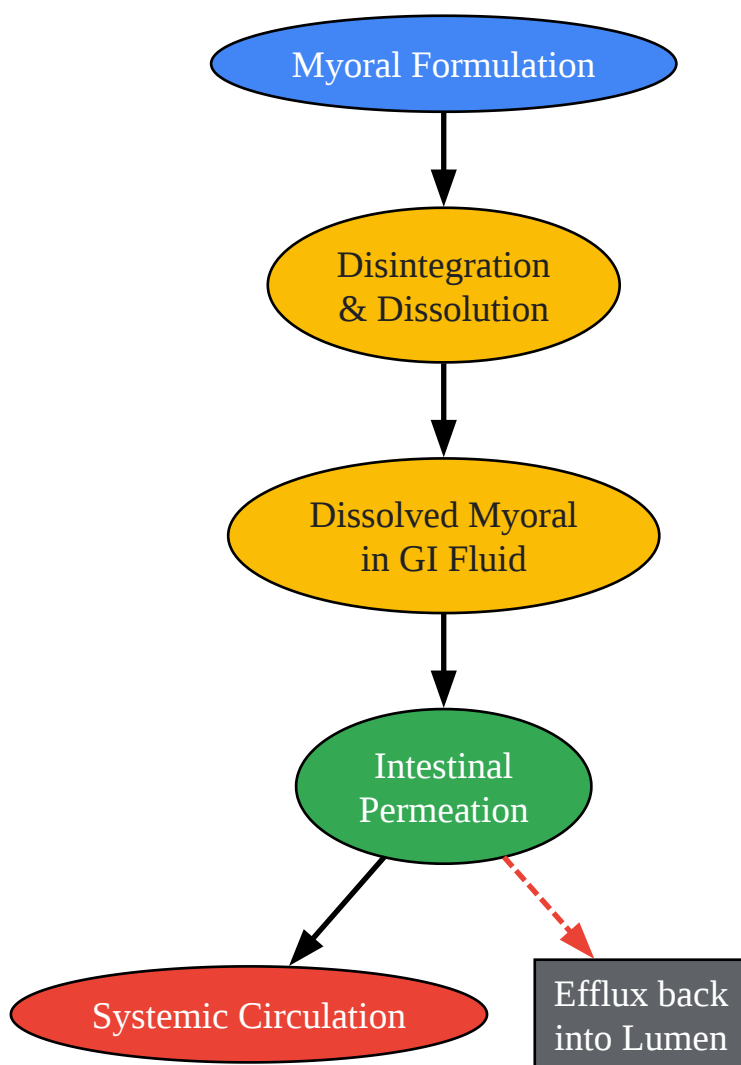 Myoral Formulation
Disintegration
& Dissolution
Dissolved Myoral
in GI Fluid
Intestinal
Permeation
Systemic Circulation
Efflux back
into Lumen